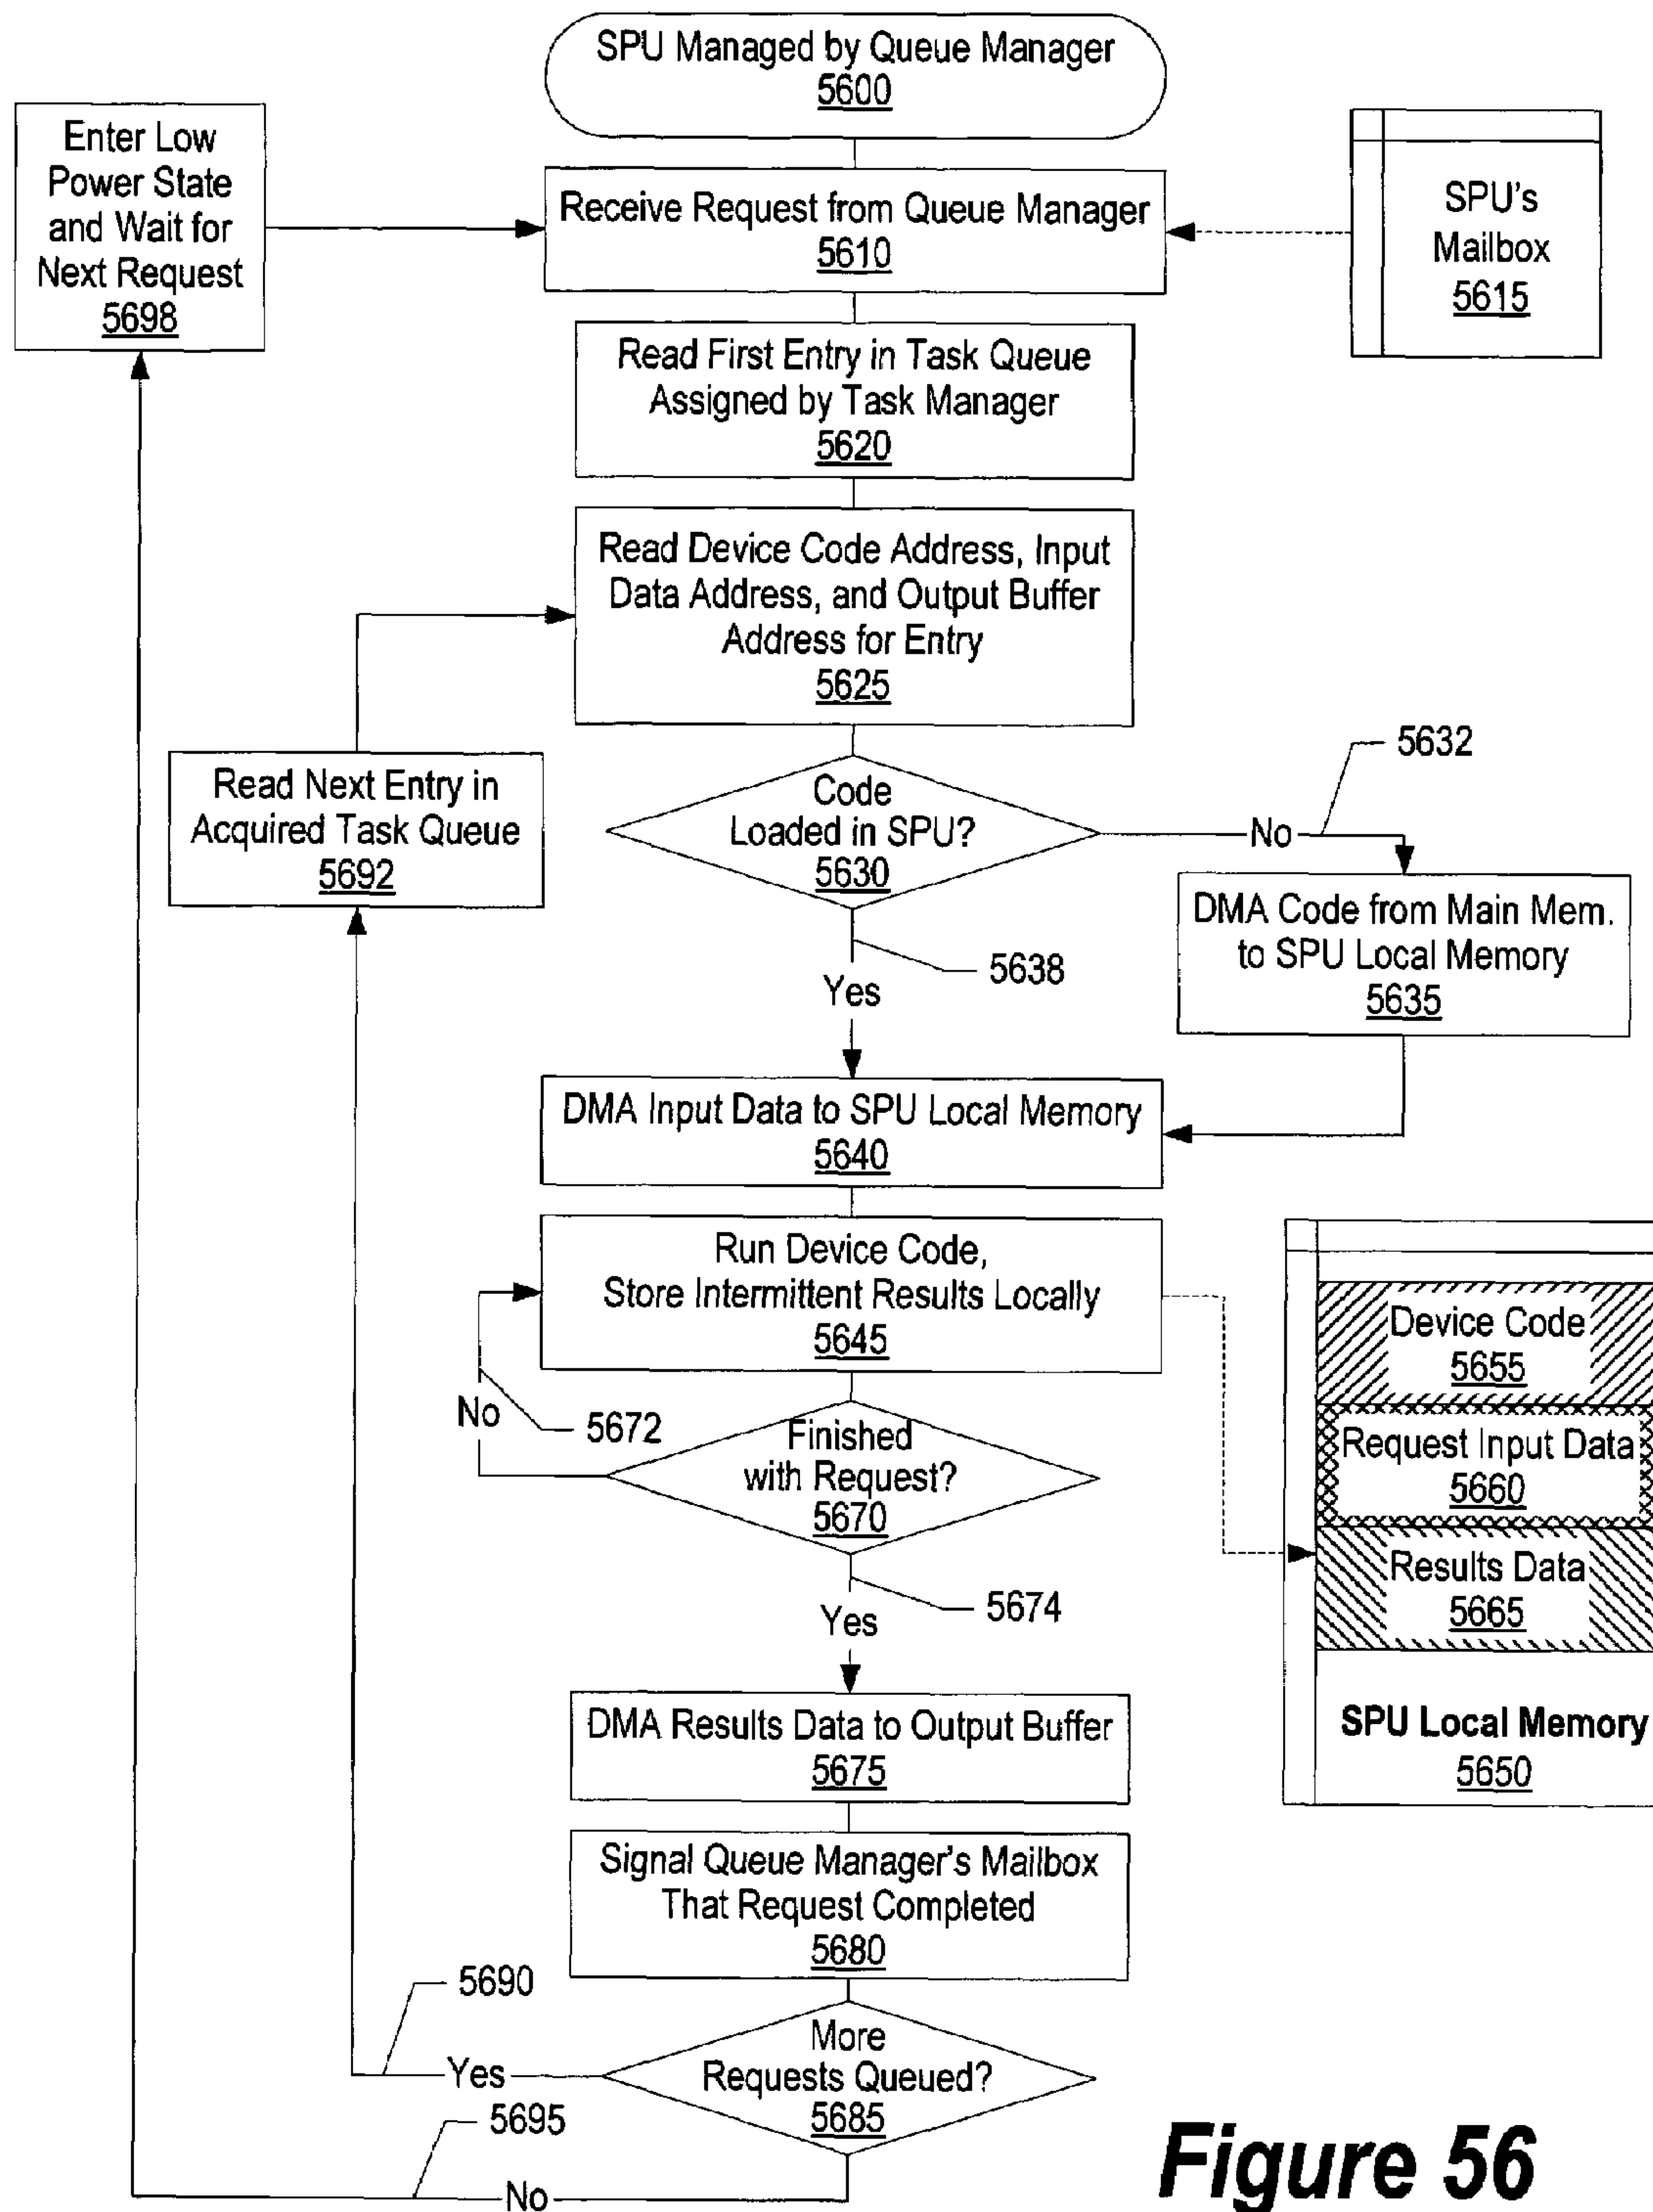 SPU Managed by Queue Manager
5600
Enter Low
Power State
and Wait for
Next Request
5698
Receive Request from Queue Manager
5610
SPU's
Mailbox
5615
Read First Entry in Task Queue
Assigned by Task Manager
5620
Read Device Code Address, Input
Data Address, and Output Buffer
Address for Entry
5625
Read Next Entry in
Acquired Task Queue
5692
Code
Loaded in SPU?
5630
No
5632
DMA Code from Main Mem.
to SPU Local Memory
5635
5638
Yes
DMA Input Data to SPU Local Memory
5640
Run Device Code,
Store Intermittent Results Locally
5645
Device Code
5655
Request Input Data
5660
Results Data
5665
SPU Local Memory
5650
No
5672
Finished
with Request?
5670
5674
Yes
DMA Results Data to Output Buffer
5675
Signal Queue Manager's Mailbox
That Request Completed
5680
5690
Yes
More
Requests Queued?
5685
5695
No
Figure 56